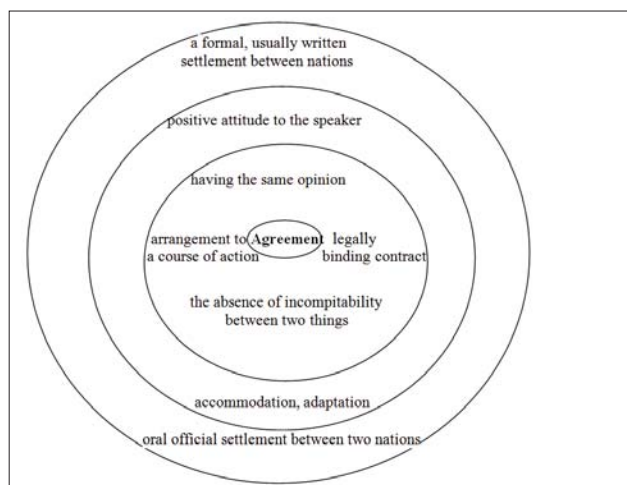 a formal, usually written
settlement between nations
positive attitude to the speaker
having the same opinion
arrangement to Agreement legally
a course of action binding contract
the absence of incompitability
between two things
accommodation, adaptation
oral official settlement between two nations